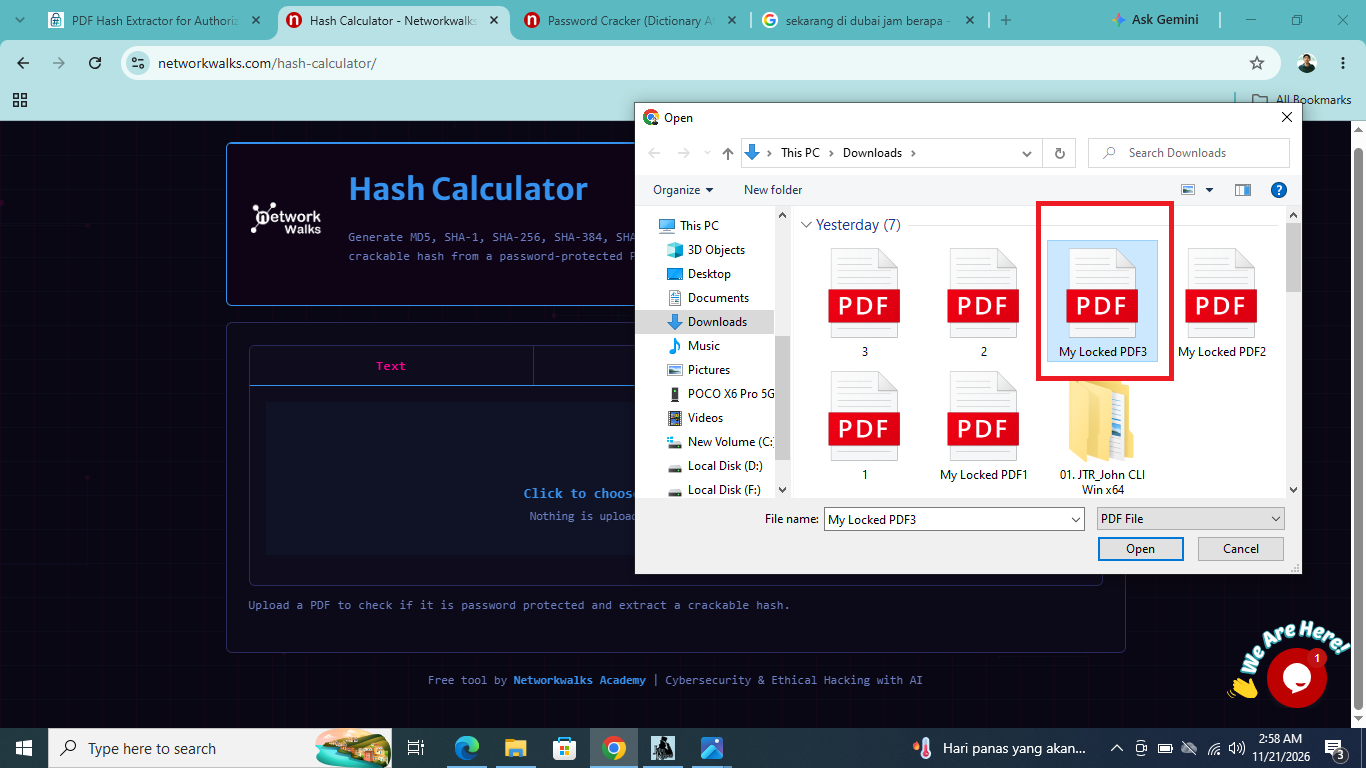 PDF Hash Extractor for Authoriz
Hash Calculator - Networkwalks
Password Cracker (Dictionary At
sekarang di dubai jam berapa -
Ask Gemini
networkwalks.com/hash-calculator/
All Bookmarks
network
Walks
Hash Calculator
Generate MD5, SHA-1, SHA-256, SHA-384, SHA
crackable hash from a password-protected P
Text
Click to choose
Nothing is upload
Upload a PDF to check if it is password protected and extract a crackable hash.
Free tool by Networkwalks Academy | Cybersecurity & Ethical Hacking with AI
Open
This PC
Downloads
Search Downloads
Organize
New folder
This PC
3D Objects
Desktop
Documents
Downloads
Music
Pictures
POCO X6 Pro 5G
Videos
New Volume (C:)
Local Disk (D:)
Local Disk (F:)
Yesterday (7)
PDF
3
PDF
2
PDF
My Locked PDF3
PDF
My Locked PDF2
PDF
1
PDF
My Locked PDF1
01. JTR_John CLI
Win x64
File name:
My Locked PDF3
PDF File
Open
Cancel
We Are Here!
1
Type here to search
Hari panas yang akan...
2:58 AM
11/21/2026
3